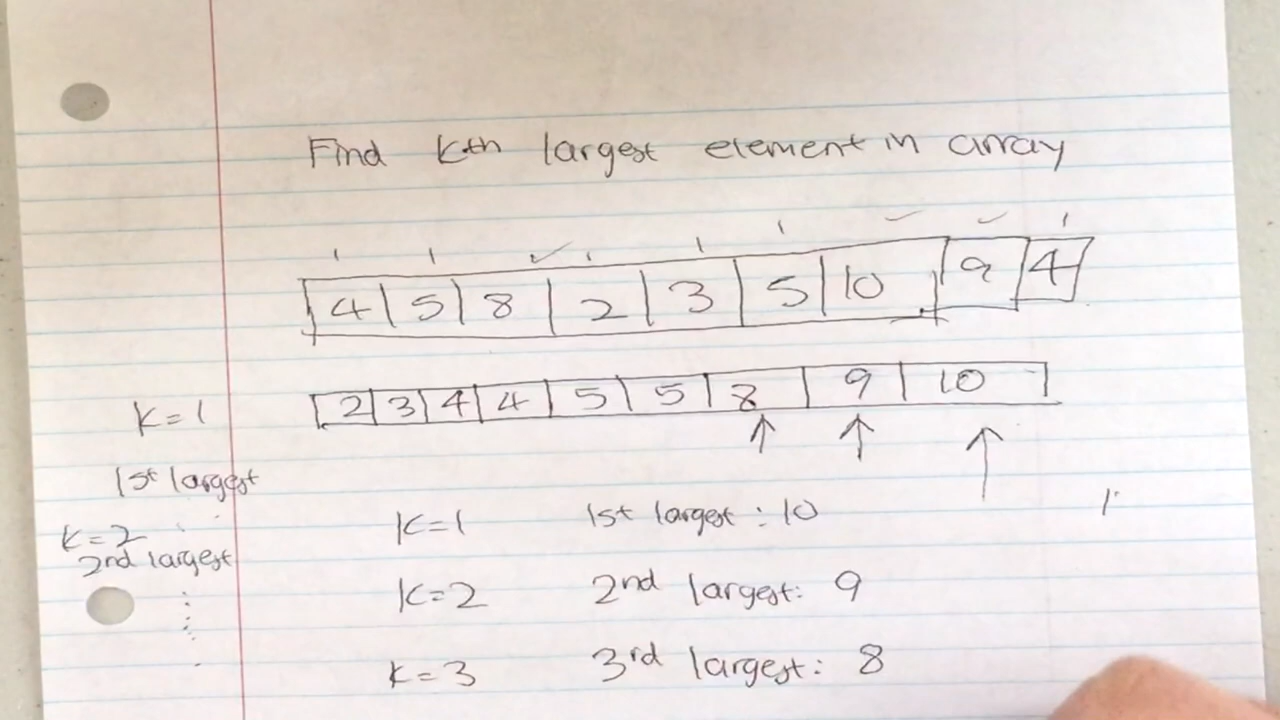 Find Kth largest element in array
4 5 8 2 3 5 10 9 4
2 3 4 4 5 5 8 9 10
K=1
1st largest
K=2
2nd largest
K=1 1st largest : 10
K=2 2nd largest: 9
K=3 3rd largest: 8